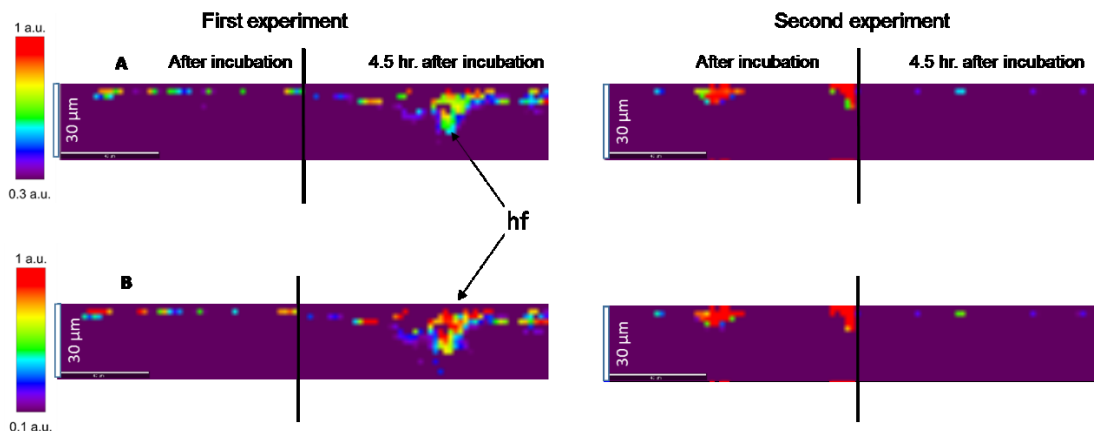 First experiment
Second experiment
1 a.u.
A
After incubation
4.5 hr. after incubation
After incubation
4.5 hr. after incubation
30 µm
30 µm
0.3 a.u.
hf
1 a.u.
B
30 µm
30 µm
0.1 a.u.